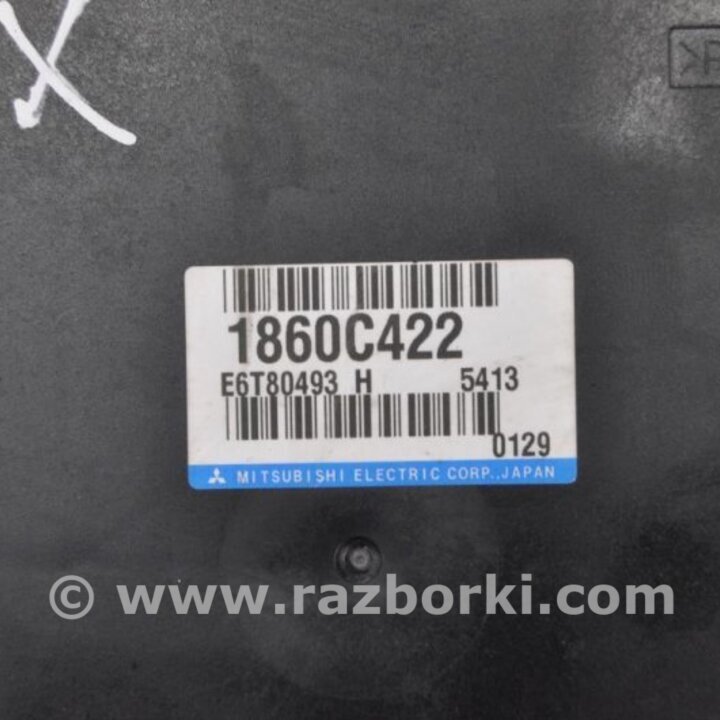 X
1860C422
E6T80493 H 5413
0129
MITSUBISHI ELECTRIC CORP.,JAPAN
© www.razborki.com